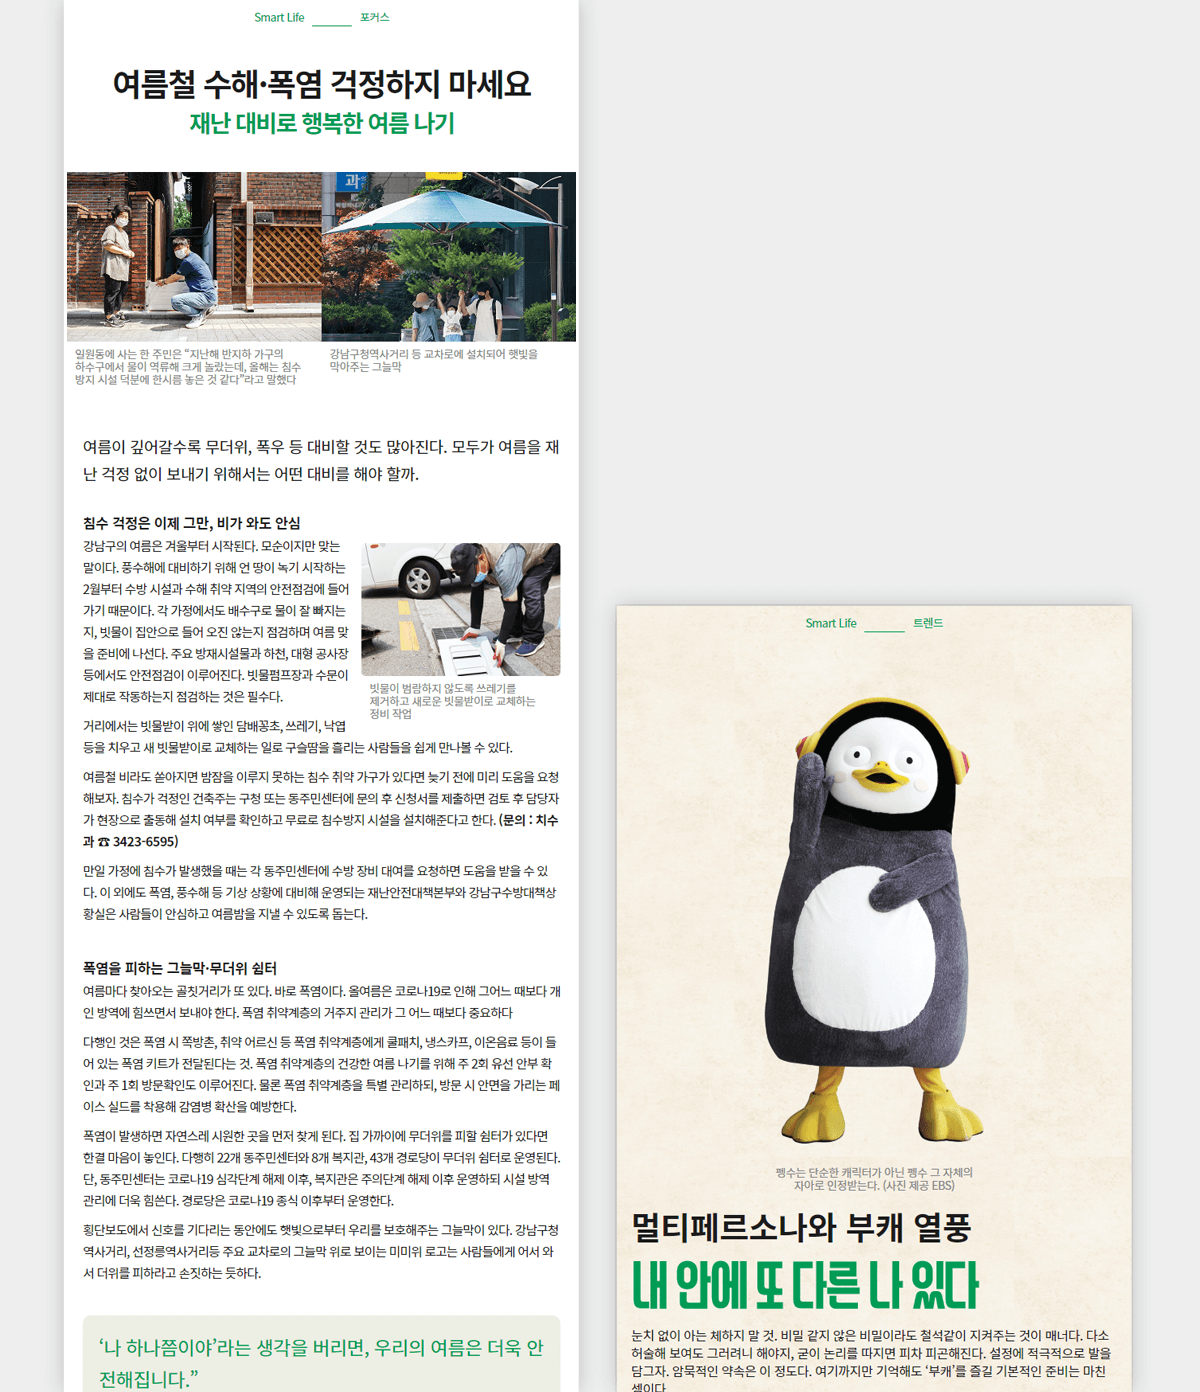 Smart Life 포커스
여름철 수해·폭염 걱정하지 마세요
재난 대비로 행복한 여름 나기
과
일원동에 사는 한 주민은 “지난해 반지하 가구의
하수구에서 물이 역류해 크게 놀랐는데, 올해는 침수
방지 시설 덕분에 한시름 놓은 것 같다”라고 말했다
강남구청역사거리 등 교차로에 설치되어 햇빛을
막아주는 그늘막
여름이 깊어갈수록 무더위, 폭우 등 대비할 것도 많아진다. 모두가 여름을 재
난 걱정 없이 보내기 위해서는 어떤 대비를 해야 할까.
침수 걱정은 이제 그만, 비가 와도 안심
강남구의 여름은 겨울부터 시작된다. 모순이지만 맞는
말이다. 풍수해에 대비하기 위해 언 땅이 녹기 시작하는
2월부터 수방 시설과 수해 취약 지역의 안전점검에 들어
가기 때문이다. 각 가정에서도 배수구로 물이 잘 빠지는
지, 빗물이 집안으로 들어 오진 않는지 점검하며 여름 맞
을 준비에 나선다. 주요 방재시설물과 하천, 대형 공사장
등에서도 안전점검이 이루어진다. 빗물펌프장과 수문이
제대로 작동하는지 점검하는 것은 필수다.
빗물이 범람하지 않도록 쓰레기를
제거하고 새로운 빗물받이로 교체하는
정비 작업
거리에서는 빗물받이 위에 쌓인 담배꽁초, 쓰레기, 낙엽
등을 치우고 새 빗물받이로 교체하는 일로 구슬땀을 흘리는 사람들을 쉽게 만나볼 수 있다.
여름철 비라도 쏟아지면 밤잠을 이루지 못하는 침수 취약 가구가 있다면 늦기 전에 미리 도움을 요청
해보자. 침수가 걱정인 건축주는 구청 또는 동주민센터에 문의 후 신청서를 제출하면 검토 후 담당자
가 현장으로 출동해 설치 여부를 확인하고 무료로 침수방지 시설을 설치해준다고 한다. (문의 : 치수
과 ☎ 3423-6595)
만일 가정에 침수가 발생했을 때는 각 동주민센터에 수방 장비 대여를 요청하면 도움을 받을 수 있
다. 이 외에도 폭염, 풍수해 등 기상 상황에 대비해 운영되는 재난안전대책본부와 강남구수방대책상
황실은 사람들이 안심하고 여름밤을 지낼 수 있도록 돕는다.
폭염을 피하는 그늘막·무더위 쉼터
여름마다 찾아오는 골칫거리가 또 있다. 바로 폭염이다. 올여름은 코로나19로 인해 그어느 때보다 개
인 방역에 힘쓰면서 보내야 한다. 폭염 취약계층의 거주지 관리가 그 어느 때보다 중요하다
다행인 것은 폭염 시 쪽방촌, 취약 어르신 등 폭염 취약계층에게 쿨패치, 냉스카프, 이온음료 등이 들
어 있는 폭염 키트가 전달된다는 것. 폭염 취약계층의 건강한 여름 나기를 위해 주 2회 유선 안부 확
인과 주 1회 방문확인도 이루어진다. 물론 폭염 취약계층을 특별 관리하되, 방문 시 안면을 가리는 페
이스 실드를 착용해 감염병 확산을 예방한다.
폭염이 발생하면 자연스레 시원한 곳을 먼저 찾게 된다. 집 가까이에 무더위를 피할 쉼터가 있다면
한결 마음이 놓인다. 다행히 22개 동주민센터와 8개 복지관, 43개 경로당이 무더위 쉼터로 운영된다.
단, 동주민센터는 코로나19 심각단계 해제 이후, 복지관은 주의단계 해제 이후 운영하되 시설 방역
관리에 더욱 힘쓴다. 경로당은 코로나19 종식 이후부터 운영한다.
횡단보도에서 신호를 기다리는 동안에도 햇빛으로부터 우리를 보호해주는 그늘막이 있다. 강남구청
역사거리, 선정릉역사거리등 주요 교차로의 그늘막 위로 보이는 미미위 로고는 사람들에게 어서 와
서 더위를 피하라고 손짓하는 듯하다.
‘나 하나쯤이야’라는 생각을 버리면, 우리의 여름은 더욱 안
전해집니다.”
Smart Life 트렌드
펭수는 단순한 캐릭터가 아닌 펭수 그 자체의
자아로 인정받는다. (사진 제공 EBS)
멀티페르소나와 부캐 열풍
내 안에 또 다른 나 있다
눈치 없이 아는 체하지 말 것. 비밀 같지 않은 비밀이라도 철석같이 지켜주는 것이 매너다. 다소
허술해 보여도 그러려니 해야지, 굳이 논리를 따지면 피차 피곤해진다. 설정에 적극적으로 발을
담그자. 암묵적인 약속은 이 정도다. 여기까지만 기억해도 ‘부캐’를 즐길 기본적인 준비는 마친
셈이다.